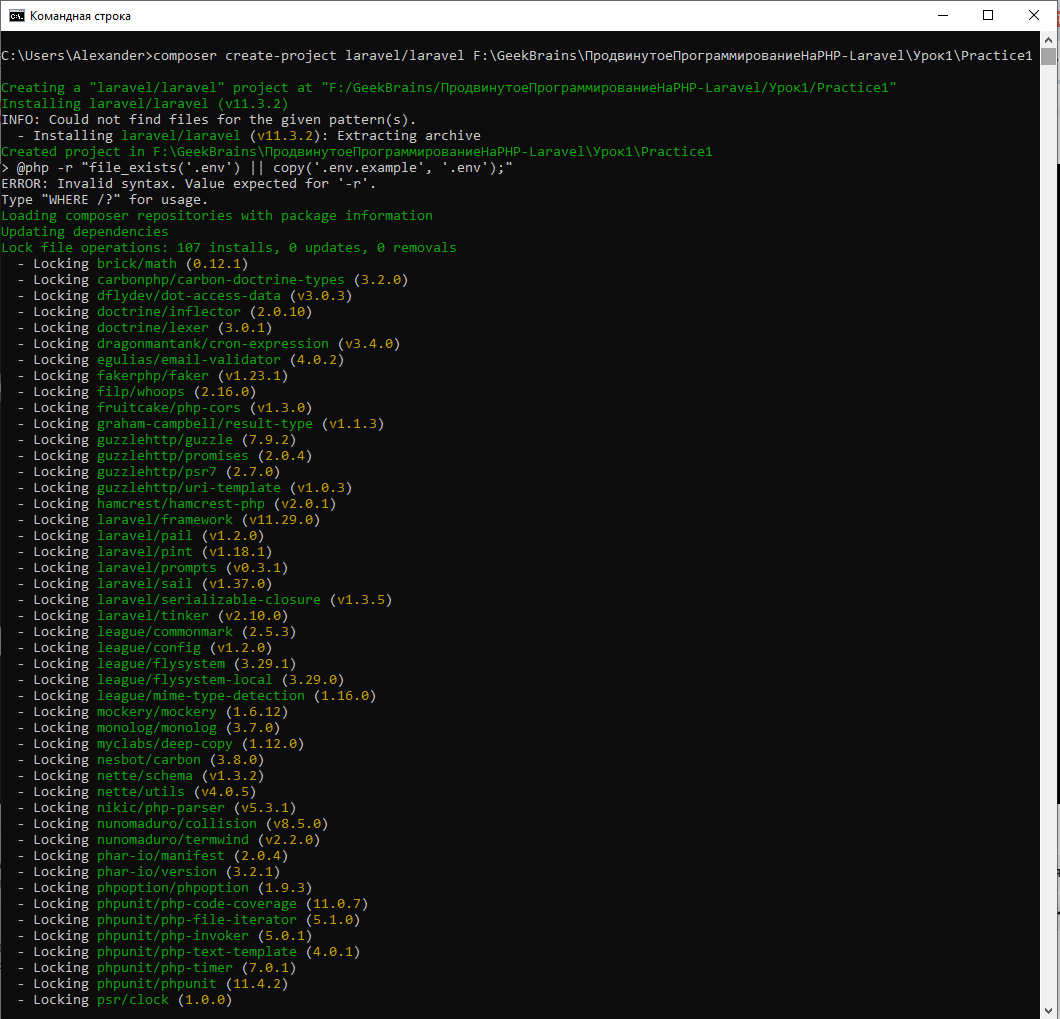 Командная строка
C:\Users\Alexander>composer create-project laravel/laravel F:\GeekBrains\ПродвинутоеПрограммированиеНаPHP-Laravel\Урок1\Practice1
Creating a "laravel/laravel" project at "F:/GeekBrains/ПродвинутоеПрограммированиеНаPHP-Laravel/Урок1/Practice1"
Installing laravel/laravel (v11.3.2)
INFO: Could not find files for the given pattern(s).
  - Installing laravel/laravel (v11.3.2): Extracting archive
Created project in F:\GeekBrains\ПродвинутоеПрограммированиеНаPHP-Laravel\Урок1\Practice1
> @php -r "file_exists('.env') || copy('.env.example', '.env');"
ERROR: Invalid syntax. Value expected for '-r'.
Type "WHERE /?" for usage.
Loading composer repositories with package information
Updating dependencies
Lock file operations: 107 installs, 0 updates, 0 removals
  - Locking brick/math (0.12.1)
  - Locking carbonphp/carbon-doctrine-types (3.2.0)
  - Locking dflydev/dot-access-data (v3.0.3)
  - Locking doctrine/inflector (2.0.10)
  - Locking doctrine/lexer (3.0.1)
  - Locking dragonmantank/cron-expression (v3.4.0)
  - Locking egulias/email-validator (4.0.2)
  - Locking fakerphp/faker (v1.23.1)
  - Locking filp/whoops (2.16.0)
  - Locking fruitcake/php-cors (v1.3.0)
  - Locking graham-campbell/result-type (v1.1.3)
  - Locking guzzlehttp/guzzle (7.9.2)
  - Locking guzzlehttp/promises (2.0.4)
  - Locking guzzlehttp/psr7 (2.7.0)
  - Locking guzzlehttp/uri-template (v1.0.3)
  - Locking hamcrest/hamcrest-php (v2.0.1)
  - Locking laravel/framework (v11.29.0)
  - Locking laravel/pail (v1.2.0)
  - Locking laravel/pint (v1.18.1)
  - Locking laravel/prompts (v0.3.1)
  - Locking laravel/sail (v1.37.0)
  - Locking laravel/serializable-closure (v1.3.5)
  - Locking laravel/tinker (v2.10.0)
  - Locking league/commonmark (2.5.3)
  - Locking league/config (v1.2.0)
  - Locking league/flysystem (3.29.1)
  - Locking league/flysystem-local (3.29.0)
  - Locking league/mime-type-detection (1.16.0)
  - Locking mockery/mockery (1.6.12)
  - Locking monolog/monolog (3.7.0)
  - Locking myclabs/deep-copy (1.12.0)
  - Locking nesbot/carbon (3.8.0)
  - Locking nette/schema (v1.3.2)
  - Locking nette/utils (v4.0.5)
  - Locking nikic/php-parser (v5.3.1)
  - Locking nunomaduro/collision (v8.5.0)
  - Locking nunomaduro/termwind (v2.2.0)
  - Locking phar-io/manifest (2.0.4)
  - Locking phar-io/version (3.2.1)
  - Locking phpoption/phpoption (1.9.3)
  - Locking phpunit/php-code-coverage (11.0.7)
  - Locking phpunit/php-file-iterator (5.1.0)
  - Locking phpunit/php-invoker (5.0.1)
  - Locking phpunit/php-text-template (4.0.1)
  - Locking phpunit/php-timer (7.0.1)
  - Locking phpunit/phpunit (11.4.2)
  - Locking psr/clock (1.0.0)